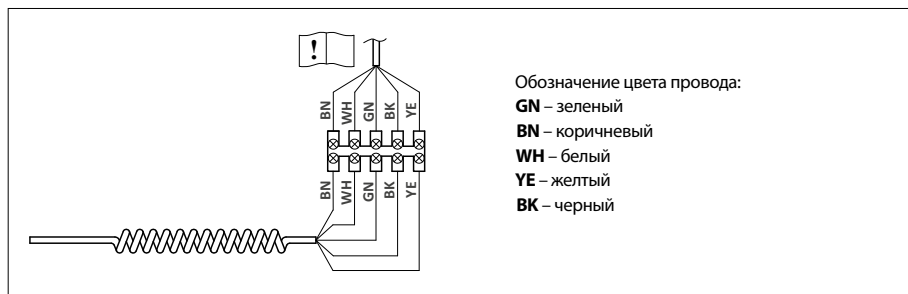 !
BN WH GN BK YE
BN WH GN BK YE
Обозначение цвета провода:
GN – зеленый
BN – коричневый
WH – белый
YE – желтый
BK – черный